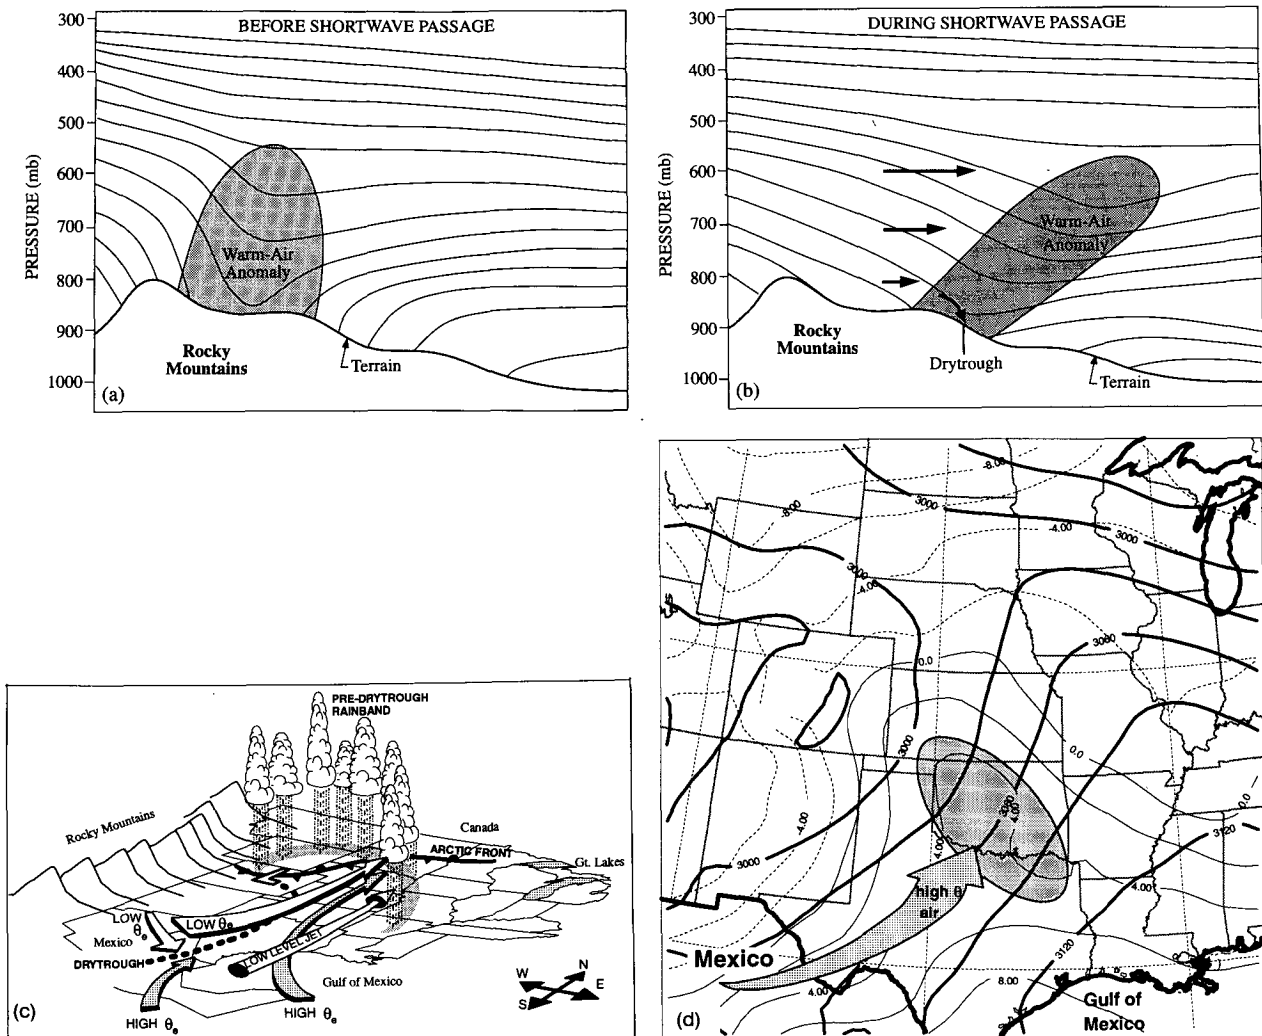 BEFORE SHORTWAVE PASSAGE
300
400
500
600
700
800
900
1000
PRESSURE (mb)
Warm-Air
Anomaly
Rocky
Mountains
Terrain
(a)
DURING SHORTWAVE PASSAGE
300
400
500
600
700
800
900
1000
PRESSURE (mb)
Warm-Air
Anomaly
Rocky
Mountains
Drytrough
Terrain
(b)
PRE-DRYTROUGH
RAINBAND
Rocky Mountains
Canada
ARCTIC FRONT
Gt. Lakes
LOW
θe
LOW θe
Mexico
LOW LEVEL JET
DRYTROUGH
Gulf of Mexico
HIGH θe
HIGH θe
N
W
E
S
(c)
-8.00
-8.00
3000
-4.00
3000
3000
-4.00
3060
0.0
3000
0.0
0.0
-4.00
3060
4.00
3120
3000
4.00
4.00
high θ
air
Mexico
3120
4.00
8.00
Gulf of
Mexico
(d)